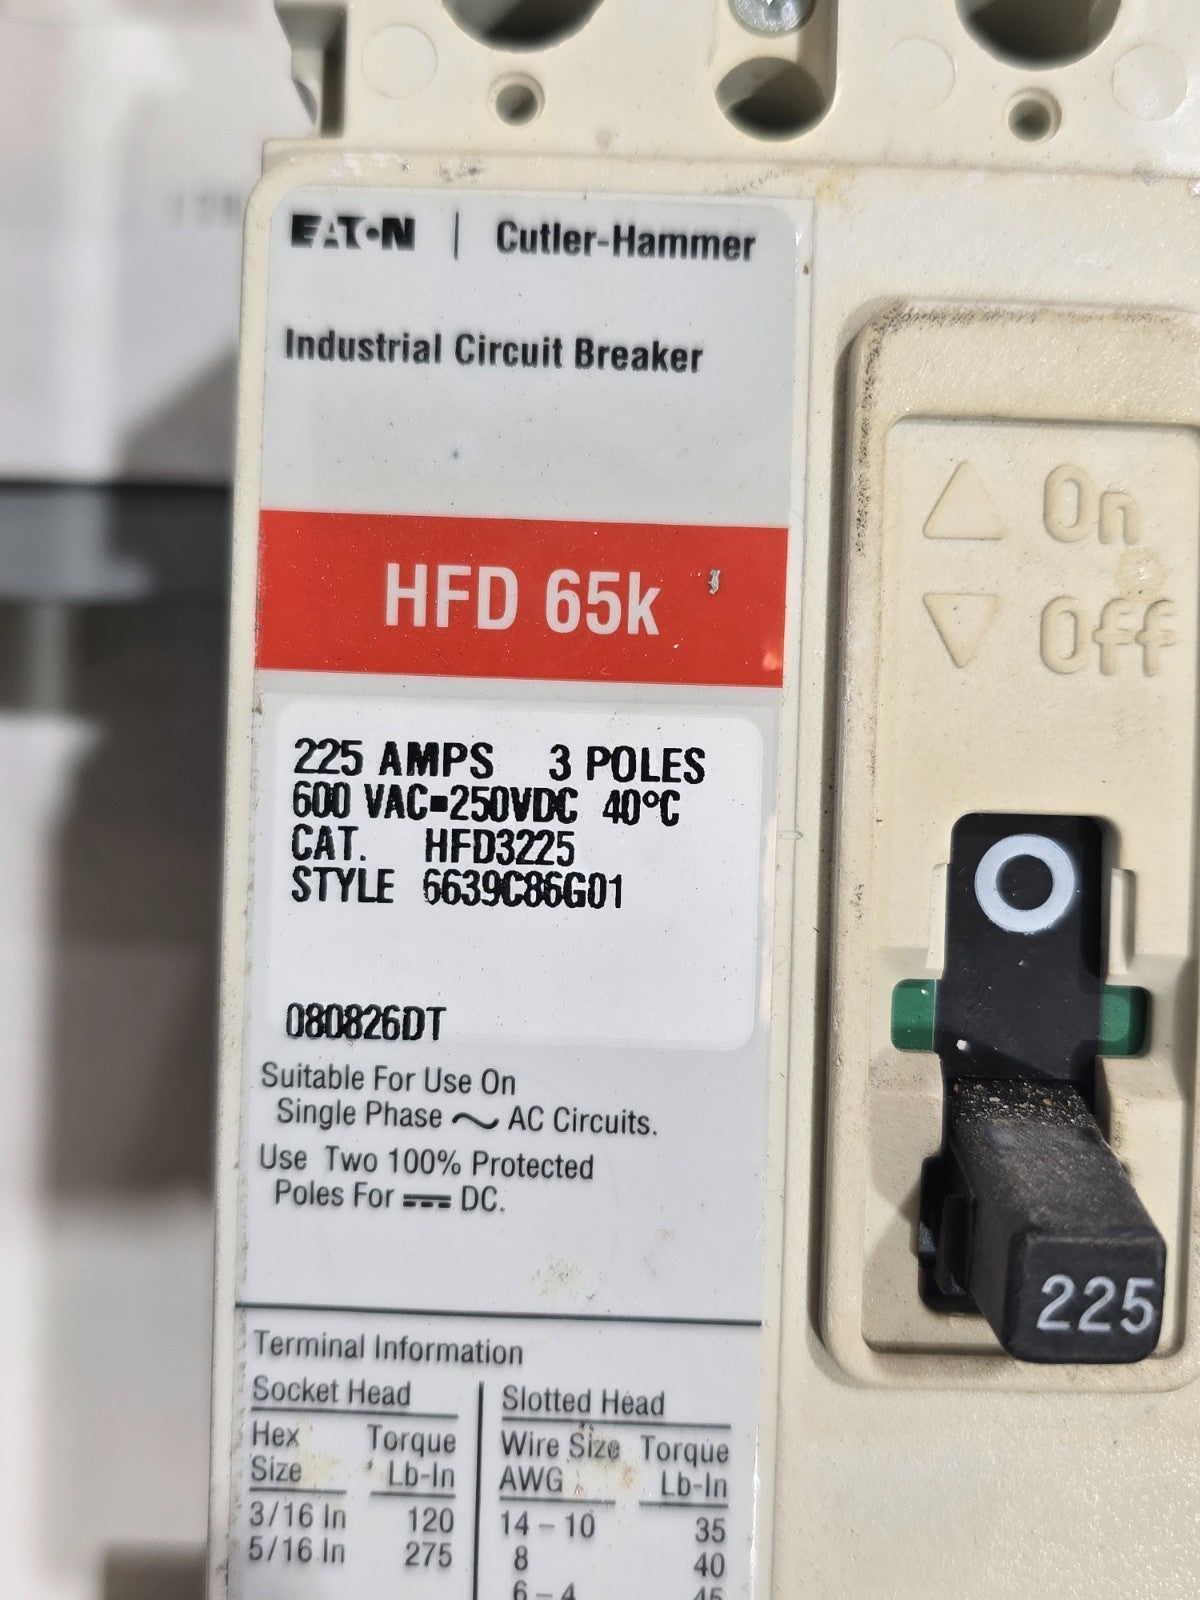 EATON | Cutler-Hammer
Industrial Circuit Breaker
HFD 65k
225 AMPS 3 POLES
600 VAC▪250VDC 40°C
CAT. HFD3225
STYLE 6639C86G01
080826DT
Suitable For Use On
Single Phase ~ AC Circuits.
Use Two 100% Protected
Poles For ⎓ DC.
Terminal Information
Socket Head
Hex Torque
Size Lb-In
3/16 In 120
5/16 In 275
Slotted Head
Wire Size Torque
AWG Lb-In
14 – 10 35
8 40
6 – 4 45
On
Off
O
225